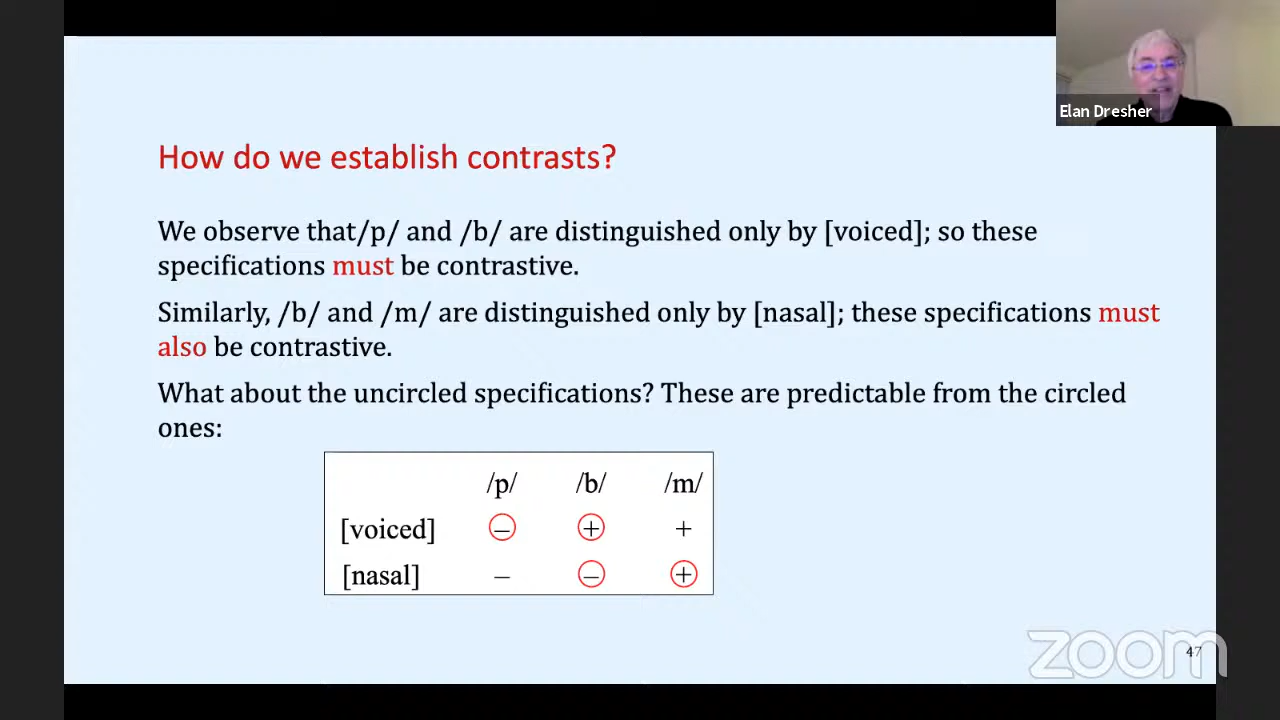 Elan Dresher
How do we establish contrasts?
We observe that/p/ and /b/ are distinguished only by [voiced]; so these
specifications must be contrastive.
Similarly, /b/ and /m/ are distinguished only by [nasal]; these specifications must
also be contrastive.
What about the uncircled specifications? These are predictable from the circled
ones:
/p/ /b/ /m/
[voiced] – + +
[nasal] – – +
zoom
47